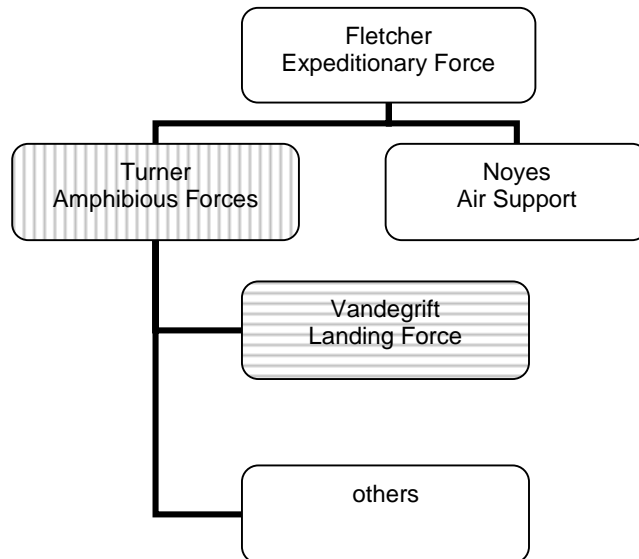 Fletcher
Expeditionary Force
Turner
Amphibious Forces
Noyes
Air Support
Vandegrift
Landing Force
others